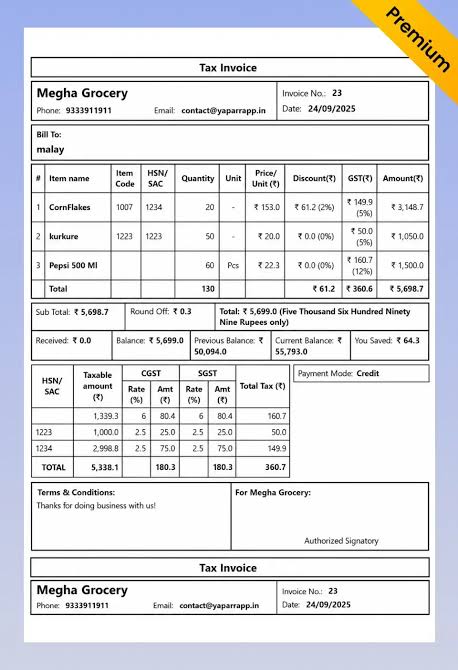 Premium
Tax Invoice
Megha Grocery
Phone: 9333911911 Email: contact@yaparrapp.in
Invoice No.: 23
Date: 24/09/2025
Bill To:
malay
# Item name Item Code HSN/ SAC Quantity Unit Price/ Unit (₹) Discount(₹) GST(₹) Amount(₹)
1 CornFlakes 1007 1234 20 - ₹ 153.0 ₹ 61.2 (2%) ₹ 149.9 (5%) ₹ 3,148.7
2 kurkure 1223 1223 50 - ₹ 20.0 ₹ 0.0 (0%) ₹ 50.0 (5%) ₹ 1,050.0
3 Pepsi 500 Ml 60 Pcs ₹ 22.3 ₹ 0.0 (0%) ₹ 160.7 (12%) ₹ 1,500.0
Total 130 ₹ 61.2 ₹ 360.6 ₹ 5,698.7
Sub Total: ₹ 5,698.7 Round Off: ₹ 0.3 Total: ₹ 5,699.0 (Five Thousand Six Hundred Ninety
Nine Rupees only)
Received: ₹ 0.0 Balance: ₹ 5,699.0 Previous Balance: ₹ 50,094.0 Current Balance: ₹ 55,793.0 You Saved: ₹ 64.3
HSN/ SAC Taxable amount (₹) CGST SGST Total Tax (₹)
Rate (%) Amt (₹) Rate (%) Amt (₹)
1,339.3 6 80.4 6 80.4 160.7
1223 1,000.0 2.5 25.0 2.5 25.0 50.0
1234 2,998.8 2.5 75.0 2.5 75.0 149.9
TOTAL 5,338.1 180.3 180.3 360.7
Payment Mode: Credit
Terms & Conditions:
Thanks for doing business with us!
For Megha Grocery:
Authorized Signatory
Tax Invoice
Megha Grocery
Phone: 9333911911 Email: contact@yaparrapp.in
Invoice No.: 23
Date: 24/09/2025